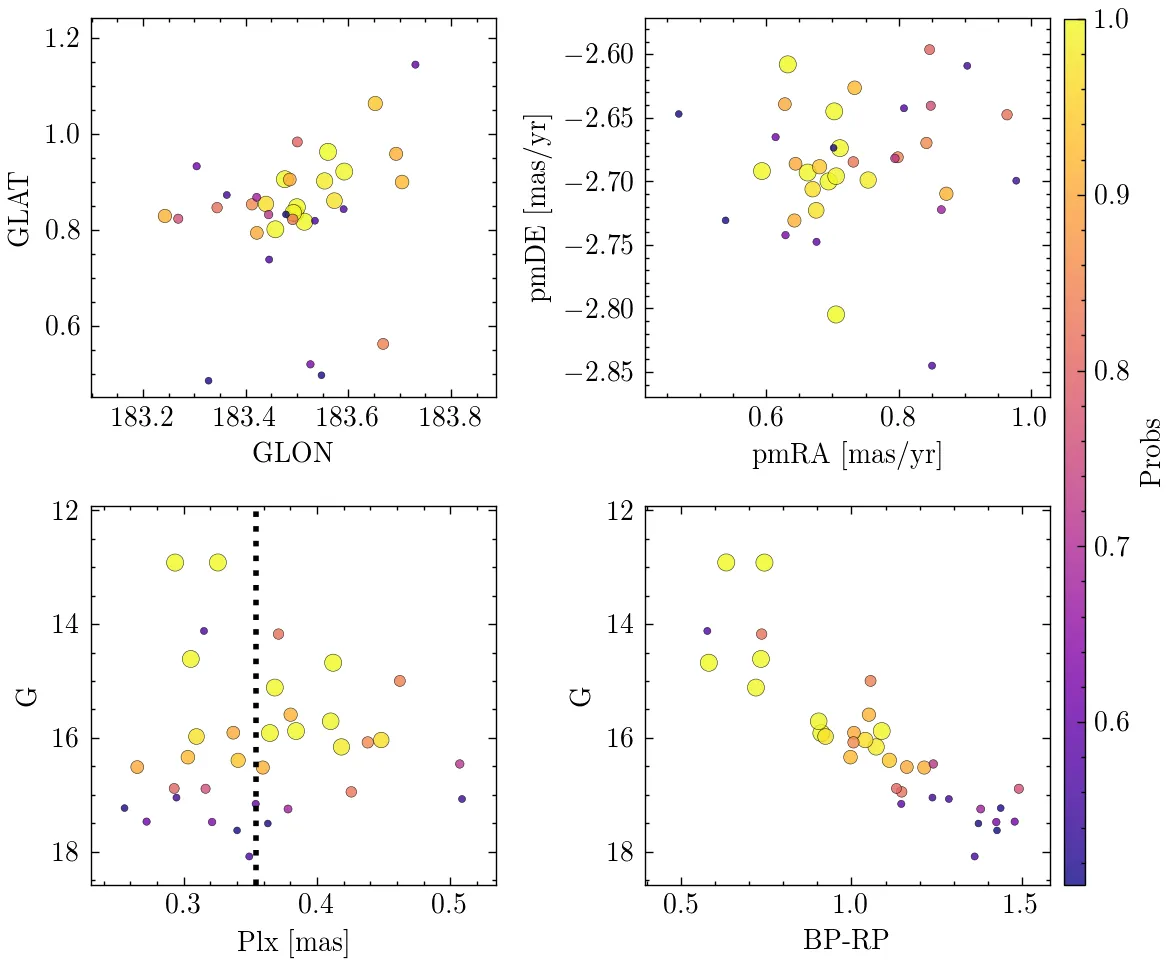 1.2
1.0
0.8
0.6
GLAT
183.2 183.4 183.6 183.8
GLON
−2.60
−2.65
−2.70
−2.75
−2.80
−2.85
pmDE [mas/yr]
0.6 0.8 1.0
pmRA [mas/yr]
12
14
16
18
G
0.3 0.4 0.5
Plx [mas]
12
14
16
18
G
0.5 1.0 1.5
BP-RP
1.0
0.9
0.8
0.7
0.6
Probs